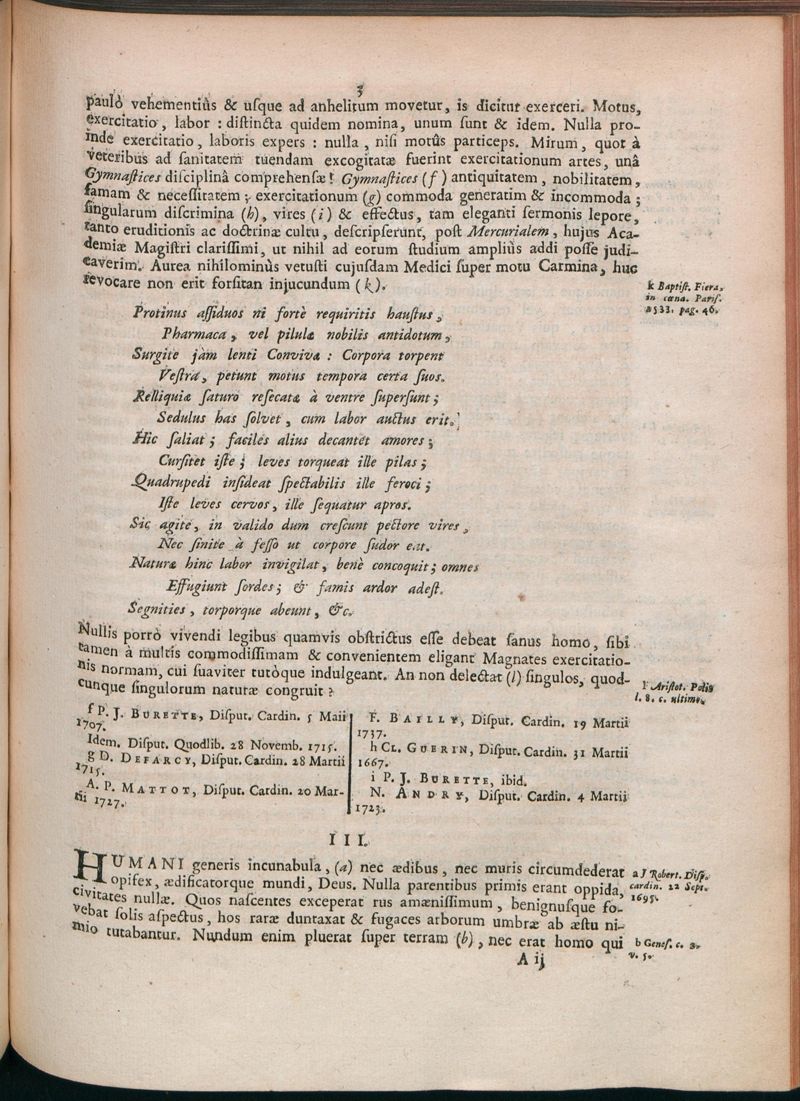 3
paulò vehementiùs & uſque ad anhelitum movetur, is dicitur exerceri. Motus,
exercitatio, labor : diſtincta quidem nomina, unum ſunt & idem. Nulla pro-
inde exercitatio, laboris expers : nulla, niſi motûs particeps. Mirum, quot à
veteribus ad ſanitatem tuendam excogitatæ fuerint exercitationum artes, unâ
Gymnaſtices diſciplinâ comprehenſæ ! Gymnaſtices (f) antiquitatem, nobilitatem,
famam & neceſſitatem ; exercitationum (g) commoda generatim & incommoda ;
ſingularum diſcrimina (h), vires (i) & effectus, tam eleganti ſermonis lepore,
tanto eruditionis ac doctrinæ cultu, deſcripſerunt, poſt Mercurialem, hujus Aca-
demiæ Magiſtri clariſſimi, ut nihil ad eorum ſtudium ampliùs addi poſſe judi-
caverim. Aurea nihilominùs vetuſti cujuſdam Medici ſuper motu Carmina, huc
revocare non erit forſitan injucundum (k).
k Baptiſt. Fiera,
in cœna. Pariſ.
1533. pag. 46.
Protinus aſſiduos ni fortè requiritis hauſtus,
Pharmaca, vel pilulæ nobilis antidotum,
Surgite jàm lenti Convivæ : Corpora torpent
Veſtra, petunt motus tempora certa ſuos.
Relliquiæ ſaturo reſecatæ à ventre ſuperſunt ;
Sedulus has ſolvet, cum labor auctus erit.
Hic ſaliat ; faciles alius decantet amores ;
Curſitet iſte ; leves torqueat ille pilas ;
Quadrupedi inſideat ſpectabilis ille feroci ;
Iſte leves cervos, ille ſequatur apros.
Sic agite, in valido dum creſcunt pectore vires,
Nec ſinite à feſſo ut corpore ſudor eat.
Natura hinc labor invigilat, benè concoquit ; omnes
Effugiunt ſordes ; & famis ardor adeſt.
Segnities, torporque abeunt, &c.
Nullis porrò vivendi legibus quamvis obſtrictus eſſe debeat ſanus homo, ſibi
tamen à multis commodiſſimam & convenientem eligant Magnates exercitatio-
nis normam, cui ſuaviter tutòque indulgeant. An non delectat (l) ſingulos, quod-
cunque ſingulorum naturæ congruit ?
l Ariſtot. Polit
l. 8. c. ultimo.
f P. J. BURETTE, Diſput. Cardin. 5 Maii
1707.
Idem. Diſput. Quodlib. 28 Novemb. 1715.
g D. DEFARCY, Diſput. Cardin. 28 Martii
1715.
A. P. MATTOT, Diſput. Cardin. 20 Mar-
tii 1727.
F. BAILLY, Diſput. Cardin. 19 Martii
1737.
h CL. GUERIN, Diſput. Cardin. 31 Martii
1667.
i P. J. BURETTE, ibid.
N. ANDRY, Diſput. Cardin. 4 Martii
1723.
III.
HUMANI generis incunabula, (a) nec ædibus, nec muris circumdederat
opifex, ædificatorque mundi, Deus. Nulla parentibus primis erant oppida,
civitates nullæ. Quos naſcentes exceperat rus amæniſſimum, benignuſque fo-
vebat ſolis aſpectus, hos raræ duntaxat & fugaces arborum umbræ ab æſtu ni-
mio tutabantur. Nundum enim pluerat ſuper terram (b), nec erat homo qui
a J Robert. Diſp.
cardin. 22 Sept.
1695.
b Geneſ. c. 2.
v. 5.
A ij